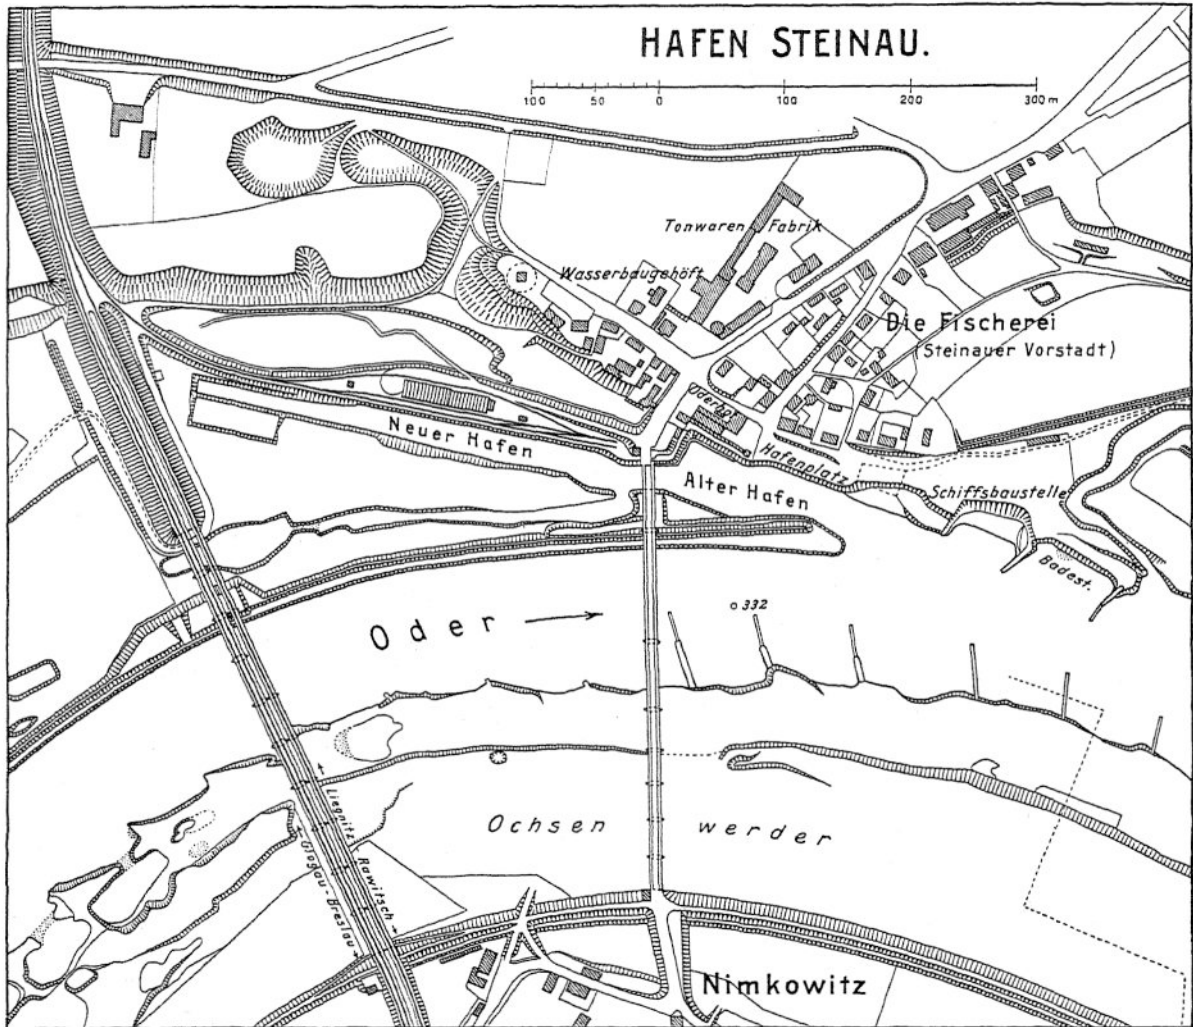 HAFEN STEINAU.
100 50 0 100 200 300 m
Tonwaren Fabrik
Wasserbaugehöft
Die Fischerei
(Steinauer Vorstadt)
Neuer Hafen
Hafenplatz
Alter Hafen
Schiffsbaustelle
Badest.
Oder
332
Liegnitz Rawitsch
Glogau-Breslau
Ochsen werder
Nimkowitz